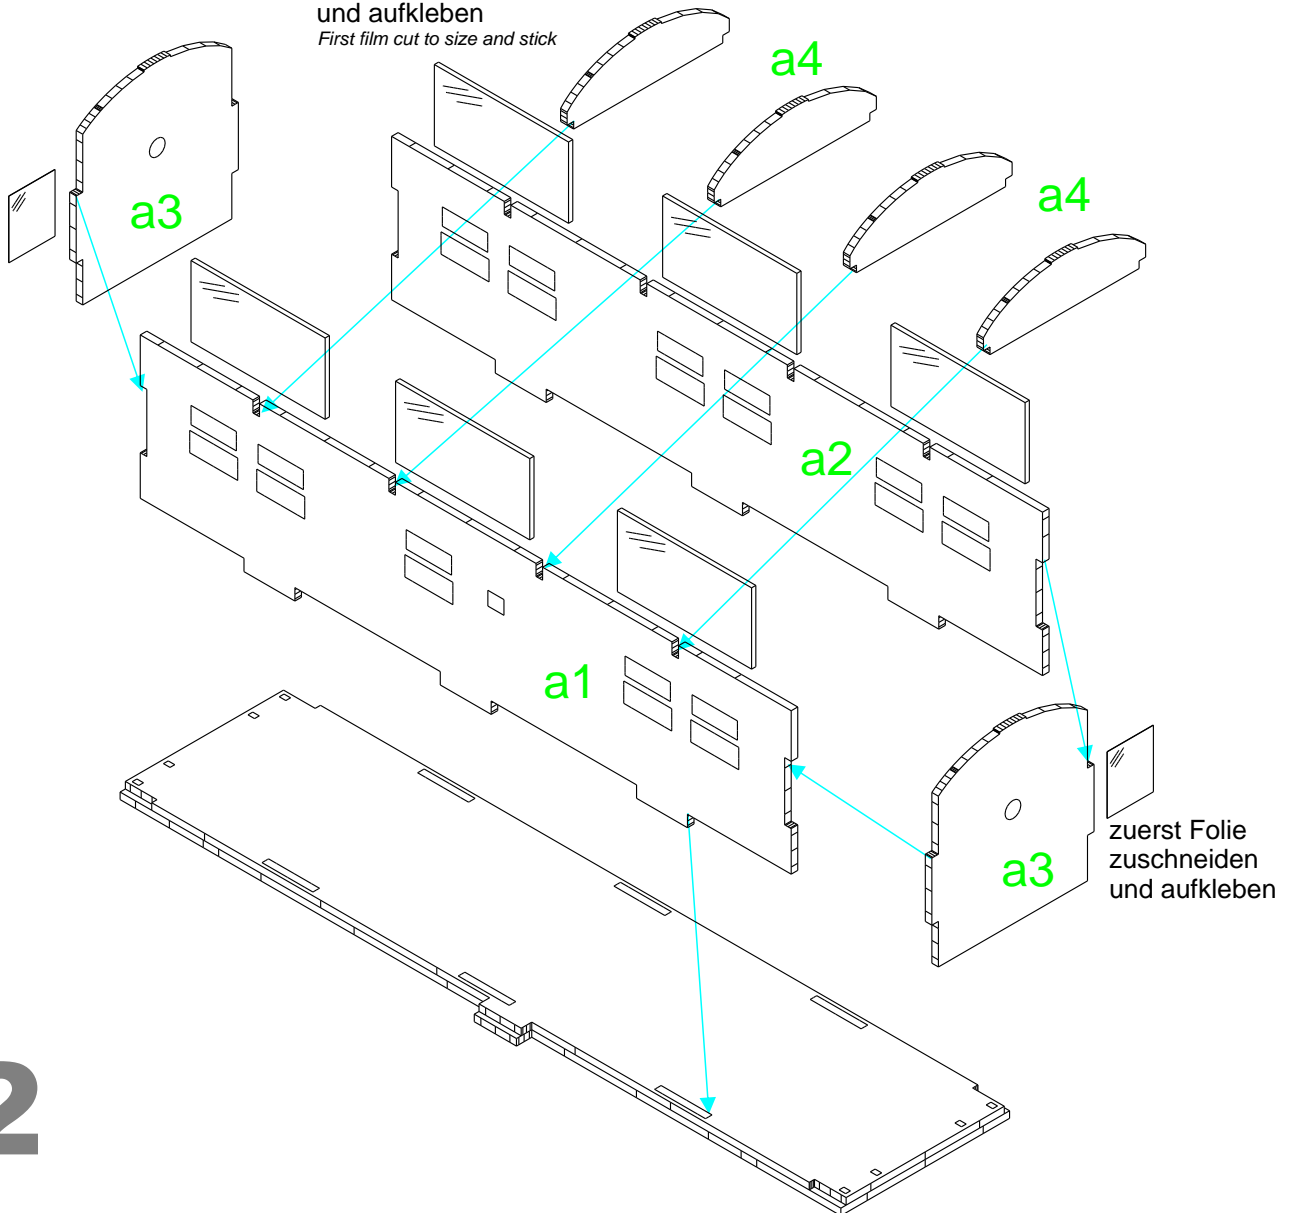 und aufkleben
First film cut to size and stick
a4
a3
a4
a2
a1
zuerst Folie
zuschneiden
und aufkleben
a3
2